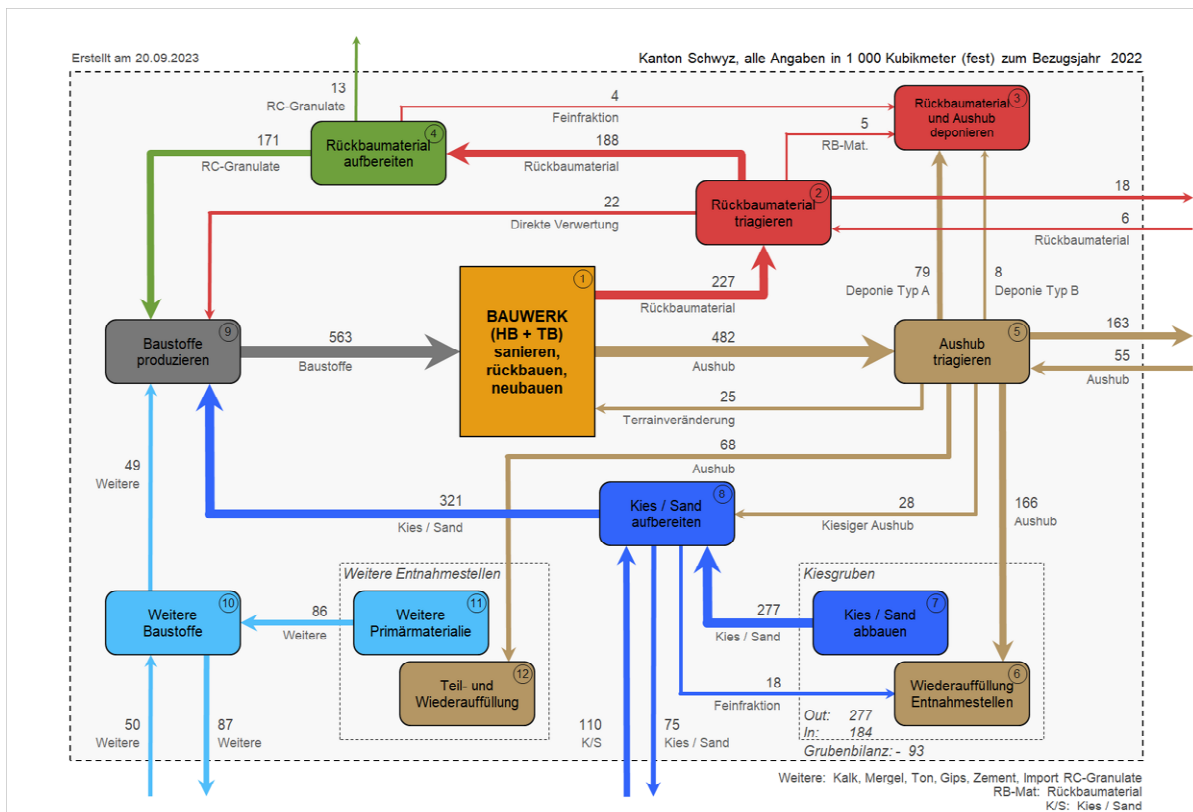 Erstellt am 20.09.2023
Kanton Schwyz, alle Angaben in 1 000 Kubikmeter (fest) zum Bezugsjahr 2022
13
RC-Granulate
4
Feinfraktion
3
Rückbaumaterial
und Aushub
deponieren
171
RC-Granulate
4
Rückbaumaterial
aufbereiten
188
Rückbaumaterial
5
RB-Mat.
22
Direkte Verwertung
2
Rückbaumaterial
triagieren
18
6
Rückbaumaterial
227
Rückbaumaterial
79
Deponie Typ A
8
Deponie Typ B
1
BAUWERK
(HB + TB)
sanieren,
rückbauen,
neubauen
9
Baustoffe
produzieren
563
Baustoffe
482
Aushub
5
Aushub
triagieren
163
55
Aushub
25
Terrainveränderung
68
Aushub
49
Weitere
321
Kies / Sand
8
Kies / Sand
aufbereiten
28
Kiesiger Aushub
166
Aushub
Weitere Entnahmestellen
Kiesgruben
10
Weitere
Baustoffe
86
Weitere
11
Weitere
Primärmaterialie
277
Kies / Sand
7
Kies / Sand
abbauen
12
Teil- und
Wiederauffüllung
18
Feinfraktion
6
Wiederauffüllung
Entnahmestellen
50
Weitere
87
Weitere
110
K/S
75
Kies / Sand
Out: 277
In: 184
Grubenbilanz: - 93
Weitere: Kalk, Mergel, Ton, Gips, Zement, Import RC-Granulate
RB-Mat: Rückbaumaterial
K/S: Kies / Sand